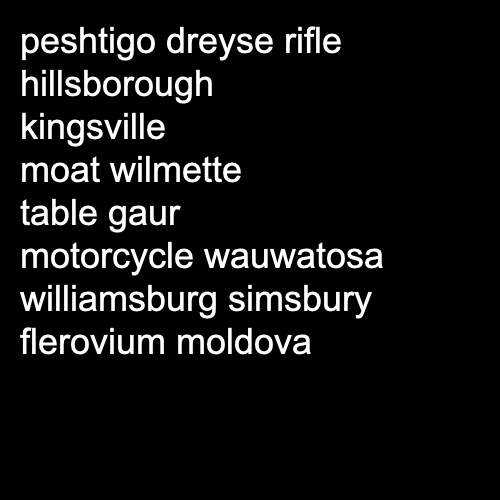 peshtigo dreyse rifle
hillsborough
kingsville
moat wilmette
table gaur
motorcycle wauwatosa
williamsburg simsbury
flerovium moldova